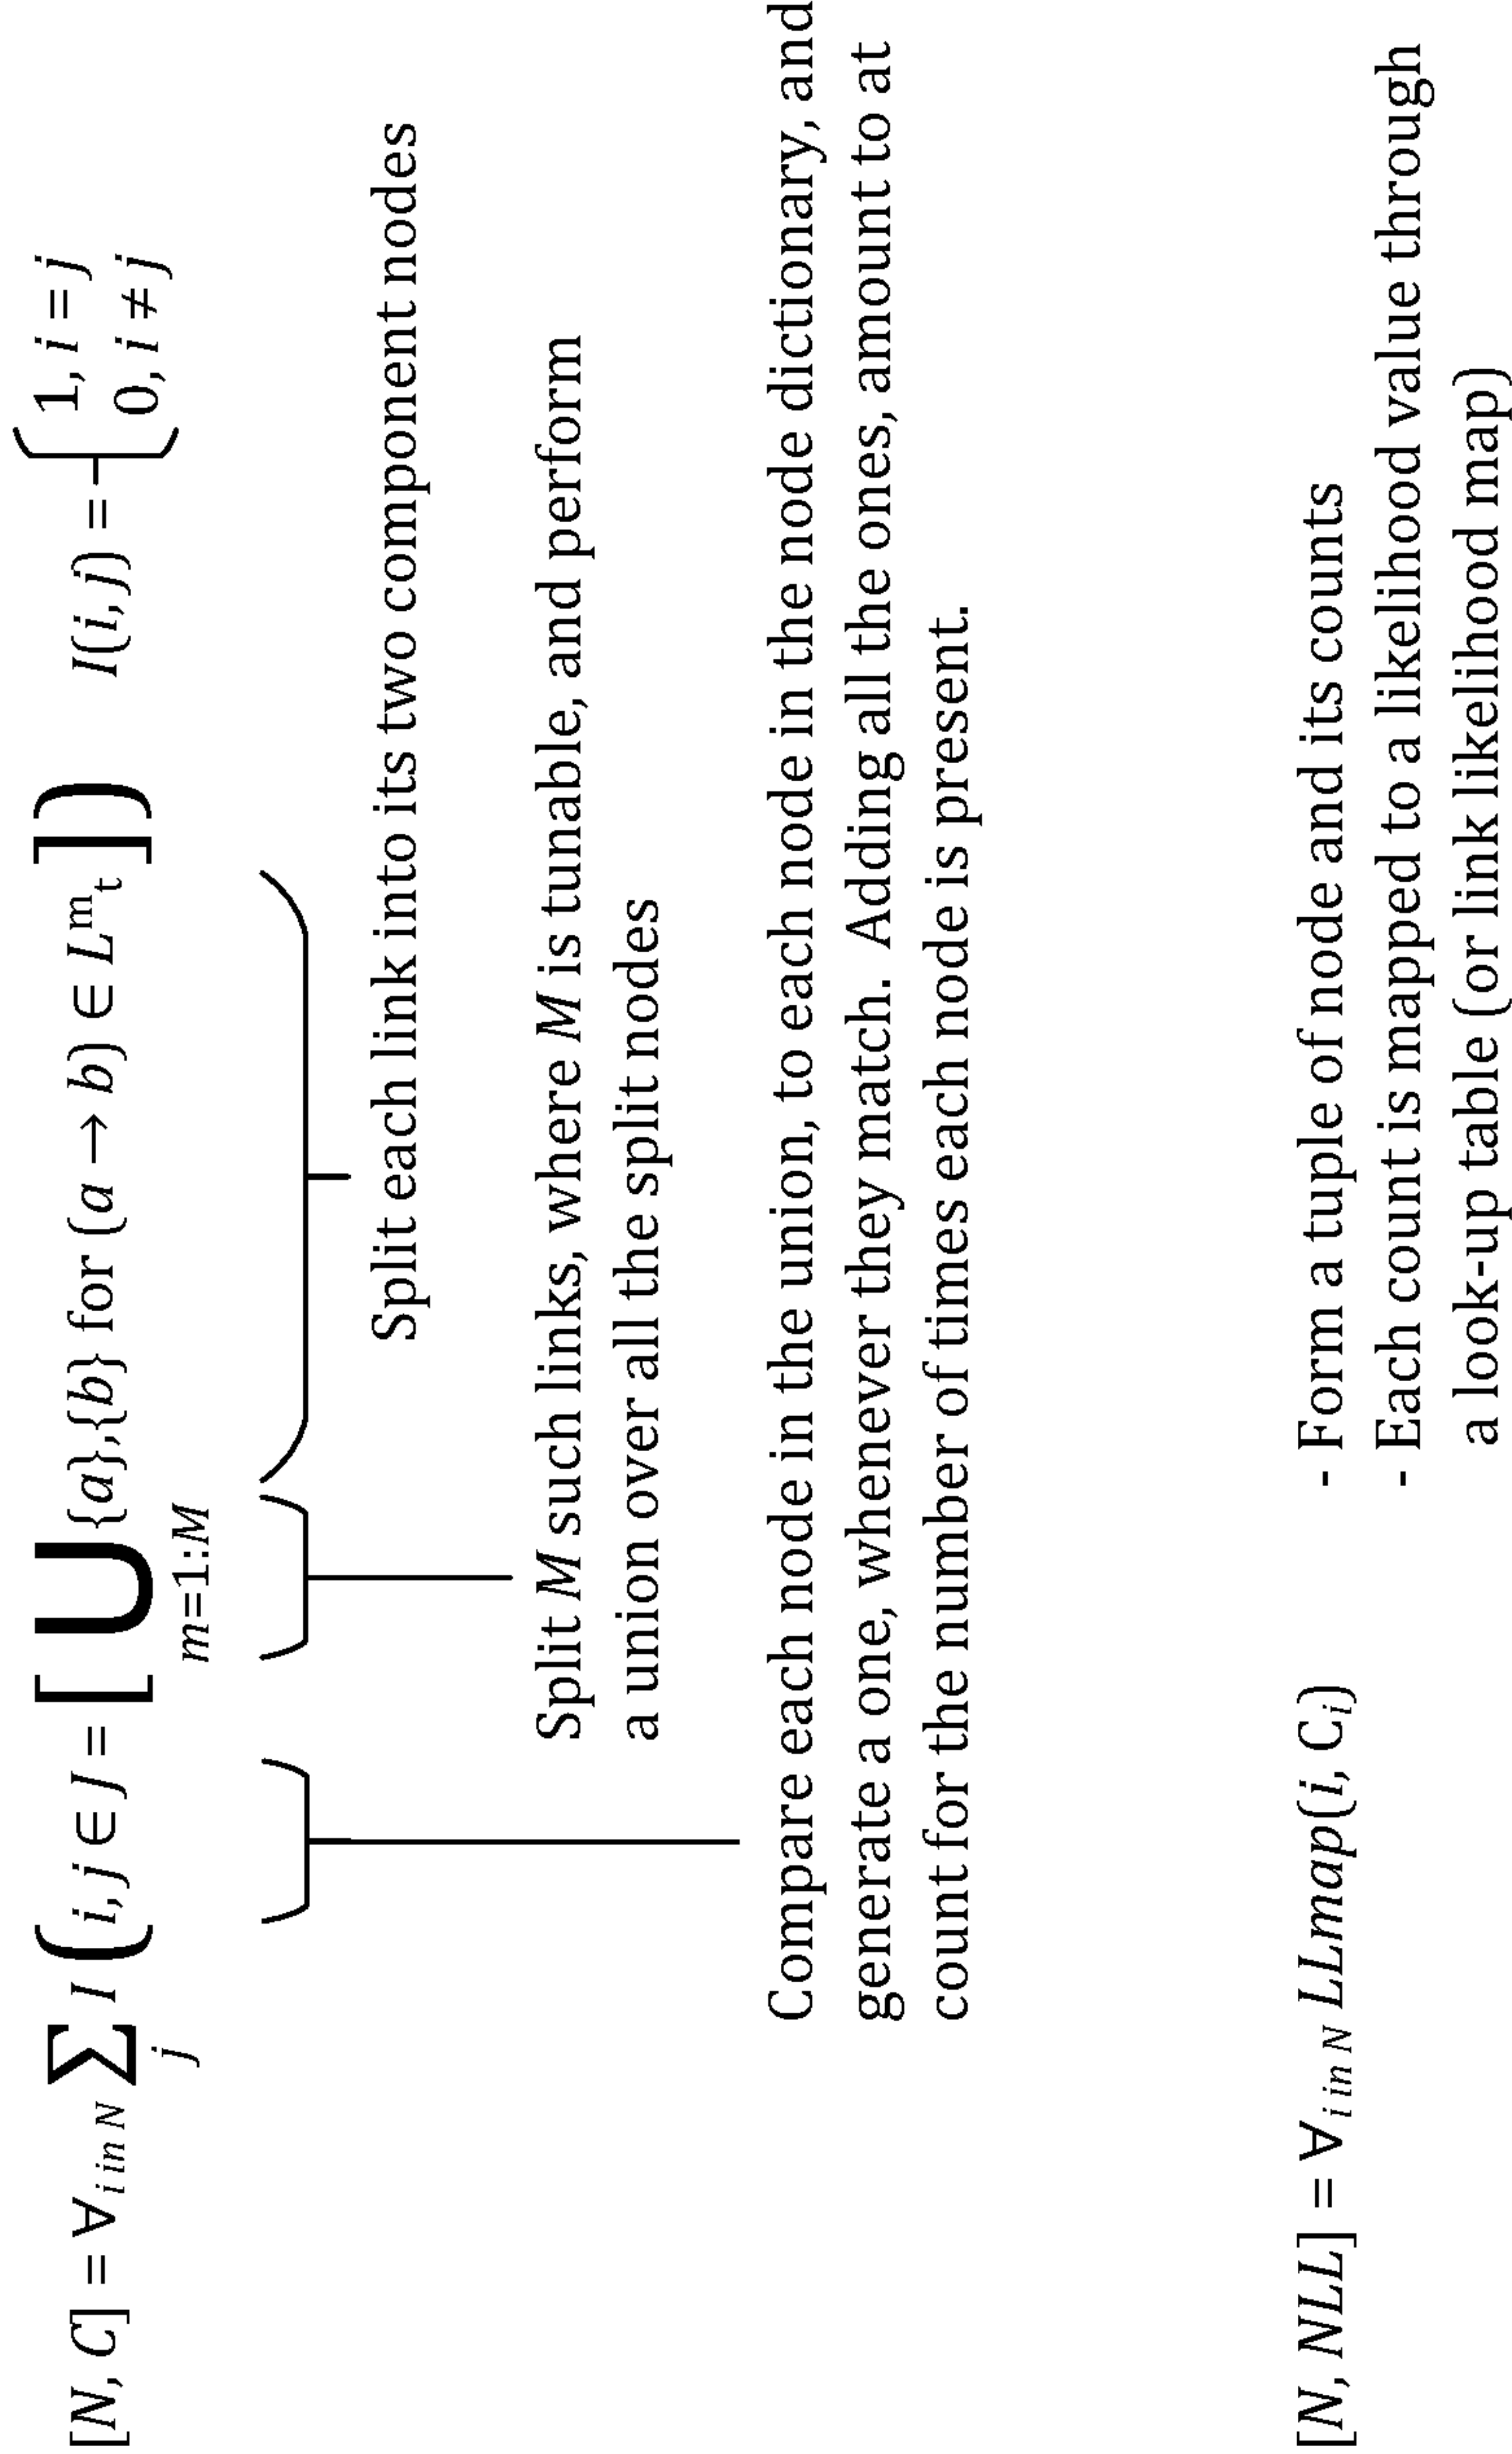 [N, C] = ∀i in N ∑j I(i, j ∈ J = [⋃m=1:M {a},{b} for (a → b) ∈ Lmt]) I(i, j) = {1, i = j
0, i ≠ j
Split each link into its two component nodes
Split M such links, where M is tunable, and perform
a union over all the split nodes
Compare each node in the union, to each node in the node dictionary, and
generate a one, whenever they match. Adding all the ones, amount to at
count for the number of times each node is present.
[N, NLL] = ∀i in N LLmap(i, Ci)
- Form a tuple of node and its counts
- Each count is mapped to a likelihood value through
a look-up table (or link likelihood map)